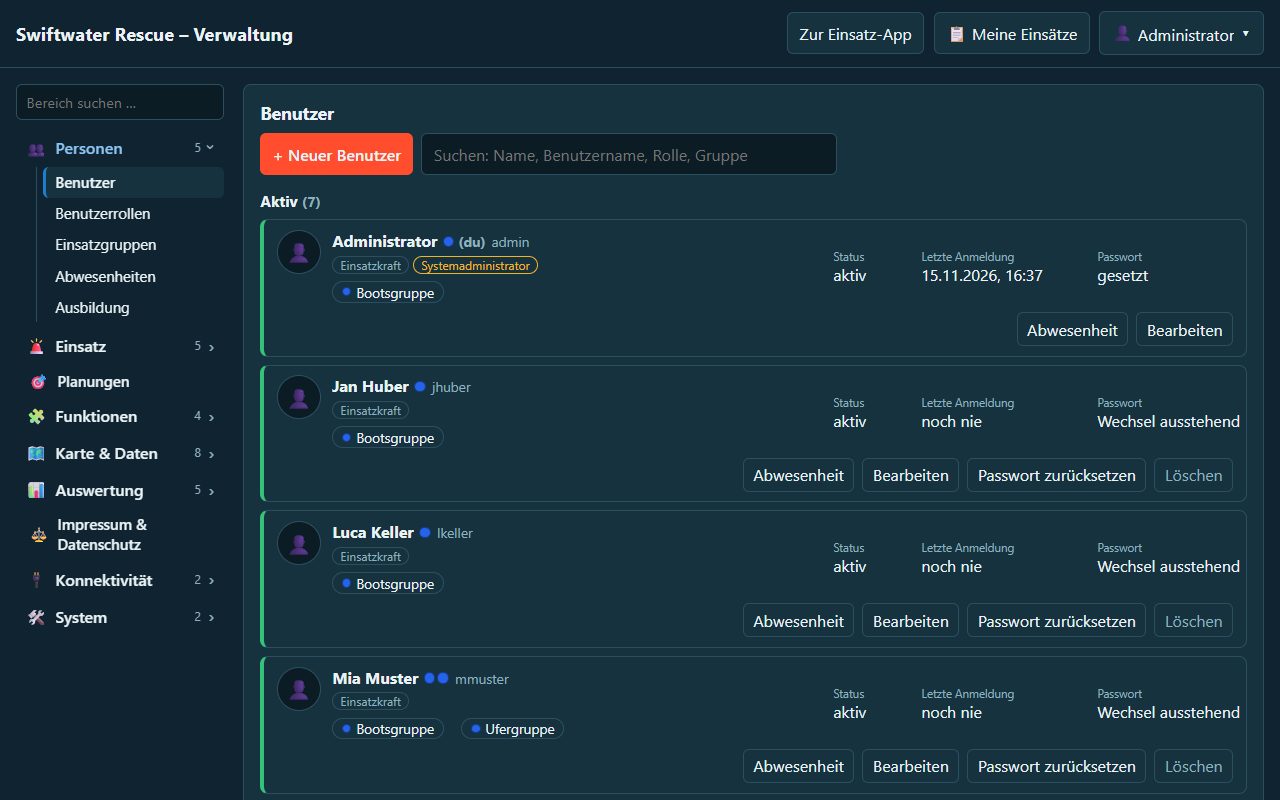 Swiftwater Rescue – Verwaltung
Zur Einsatz-App
Meine Einsätze
Administrator
Bereich suchen ...
Personen 5
Benutzer
Benutzerrollen
Einsatzgruppen
Abwesenheiten
Ausbildung
Einsatz 5
Planungen
Funktionen 4
Karte & Daten 8
Auswertung 5
Impressum &
Datenschutz
Konnektivität 2
System 2
Benutzer
+ Neuer Benutzer
Suchen: Name, Benutzername, Rolle, Gruppe
Aktiv (7)
Administrator (du) admin
Einsatzkraft Systemadministrator
Bootsgruppe
Status Letzte Anmeldung Passwort
aktiv 15.11.2026, 16:37 gesetzt
Abwesenheit Bearbeiten
Jan Huber jhuber
Einsatzkraft
Bootsgruppe
Status Letzte Anmeldung Passwort
aktiv noch nie Wechsel ausstehend
Abwesenheit Bearbeiten Passwort zurücksetzen Löschen
Luca Keller lkeller
Einsatzkraft
Bootsgruppe
Status Letzte Anmeldung Passwort
aktiv noch nie Wechsel ausstehend
Abwesenheit Bearbeiten Passwort zurücksetzen Löschen
Mia Muster mmuster
Einsatzkraft
Bootsgruppe Ufergruppe
Status Letzte Anmeldung Passwort
aktiv noch nie Wechsel ausstehend
Abwesenheit Bearbeiten Passwort zurücksetzen Löschen